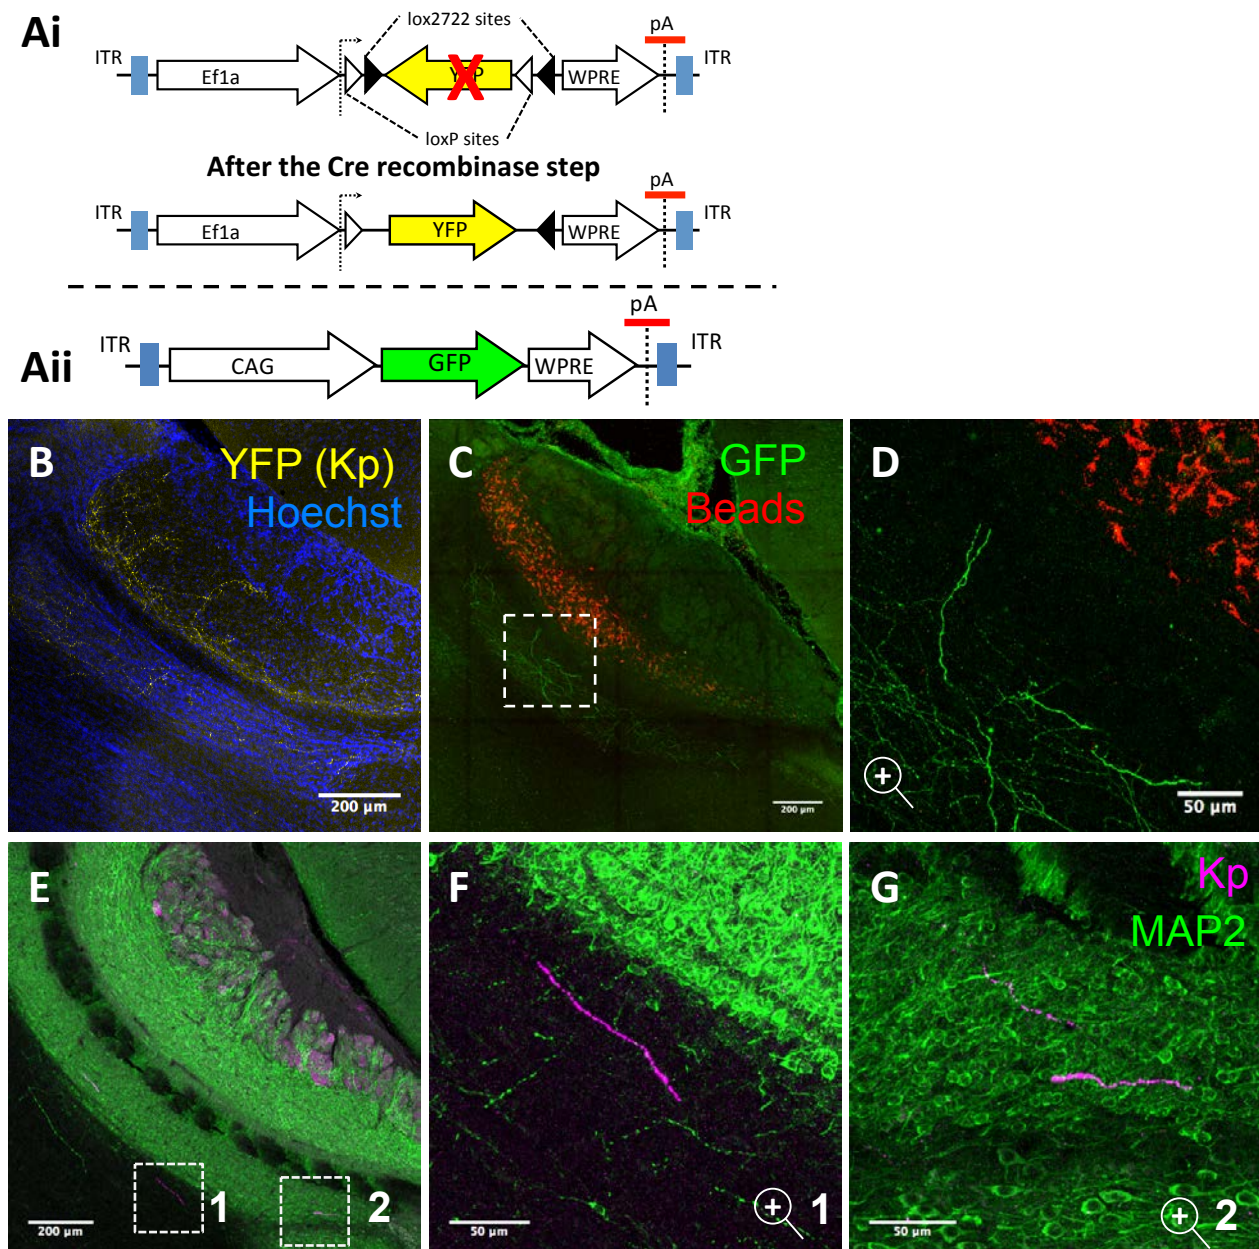 Ai
lox2722 sites
pA
ITR
Ef1a
YFP
X
WPRE
ITR
loxP sites
After the Cre recombinase step
pA
ITR
Ef1a
YFP
WPRE
ITR
pA
Aii
ITR
CAG
GFP
WPRE
ITR
B
YFP (Kp)
Hoechst
200 µm
C
GFP
Beads
200 µm
D
+
50 µm
E
1
2
200 µm
F
50 µm
+ 1
G
Kp
MAP2
50 µm
+ 2